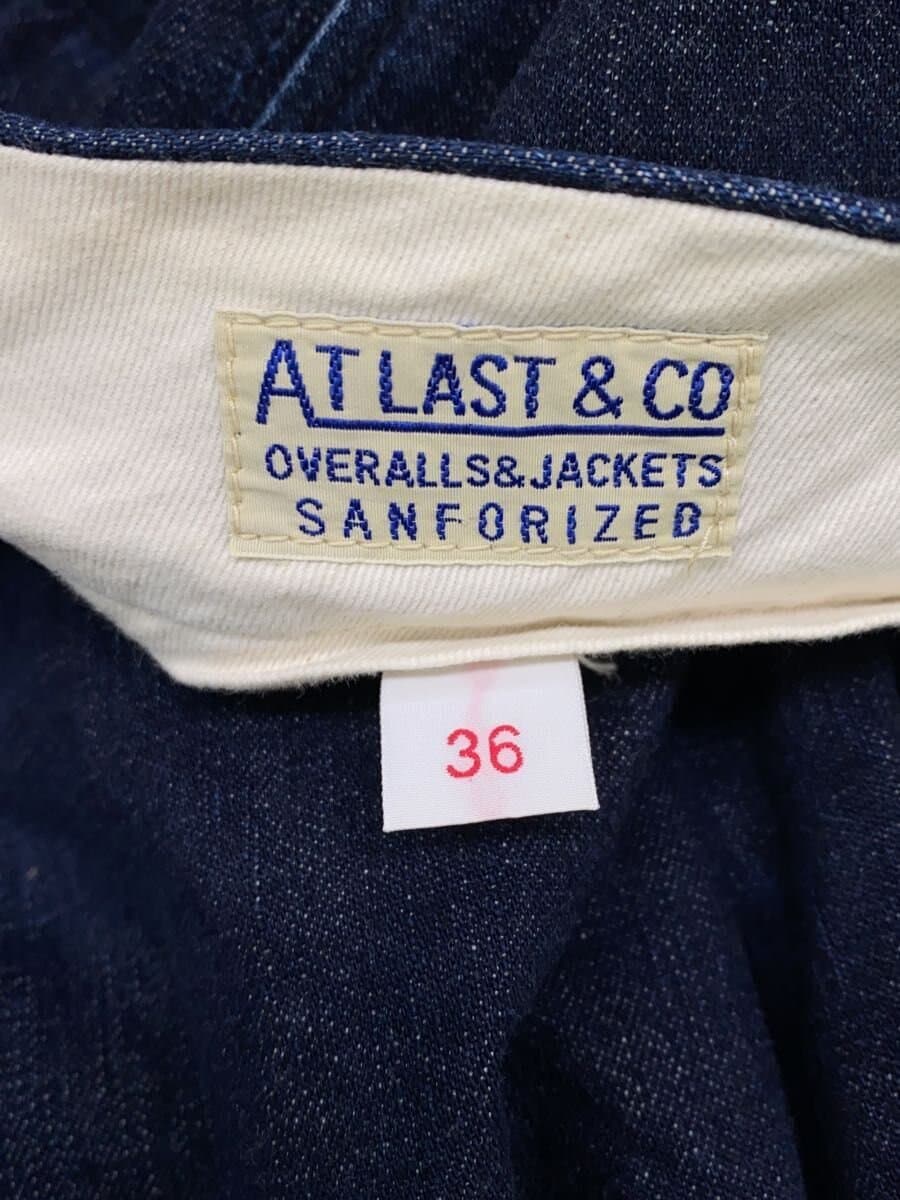 AT LAST & CO
OVERALLS&JACKETS
SANFORIZED
36